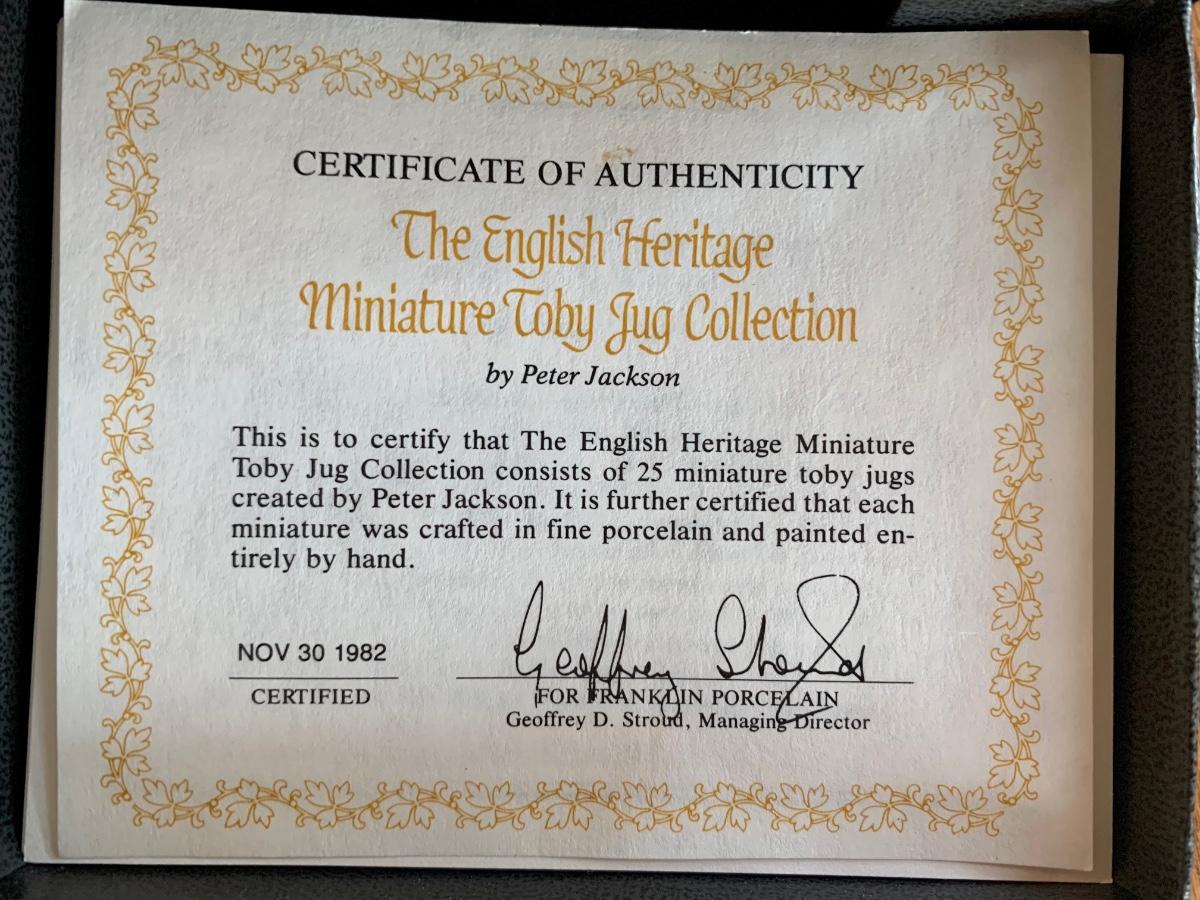 CERTIFICATE OF AUTHENTICITY
The English Heritage
Miniature Toby Jug Collection
by Peter Jackson
This is to certify that The English Heritage Miniature
Toby Jug Collection consists of 25 miniature toby jugs
created by Peter Jackson. It is further certified that each
miniature was crafted in fine porcelain and painted en-
tirely by hand.
NOV 30 1982
CERTIFIED
Geoffrey Stroud
FOR FRANKLIN PORCELAIN
Geoffrey D. Stroud, Managing Director